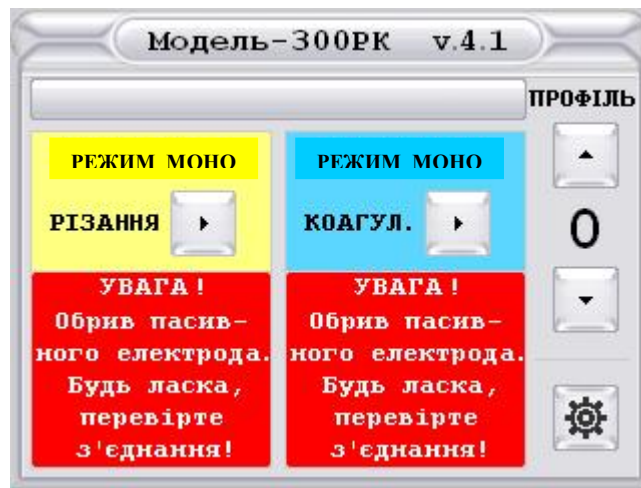 Модель-300РК v.4.1
ПРОФІЛЬ
РЕЖИМ МОНО
РІЗАННЯ
УВАГА!
Обрив пасив-
ного електрода.
Будь ласка,
перевірте
з'єднання!
РЕЖИМ МОНО
КОАГУЛ.
УВАГА!
Обрив пасив-
ного електрода.
Будь ласка,
перевірте
з'єднання!
0